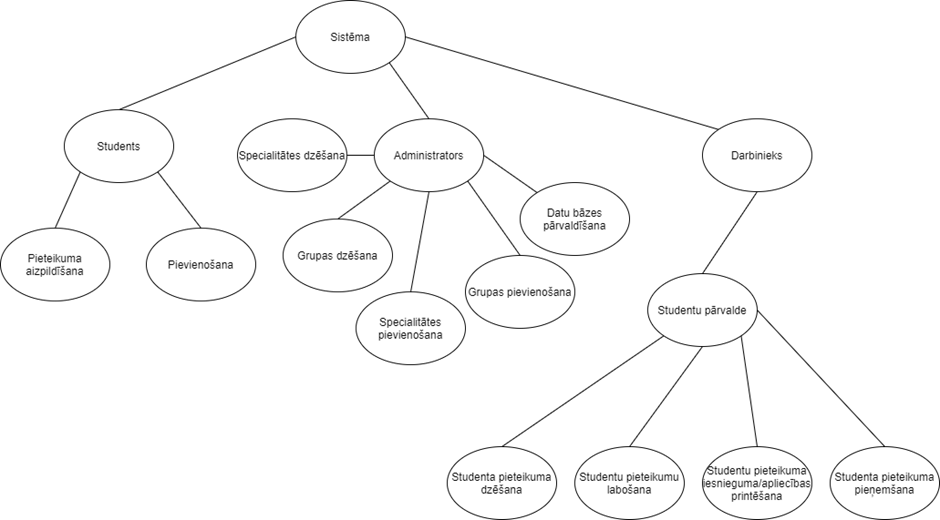 Sistēma
Students
Specialitātes dzēšana
Administrators
Darbinieks
Datu bāzes
pārvaldīšana
Pieteikuma
aizpildīšana
Pievienošana
Grupas dzēšana
Grupas pievienošana
Specialitātes
pievienošana
Studentu pārvalde
Studenta pieteikuma
dzēšana
Studentu pieteikumu
labošana
Studentu pieteikuma
iesnieguma/apliecības
printēšana
Studenta pieteikuma
pieņemšana